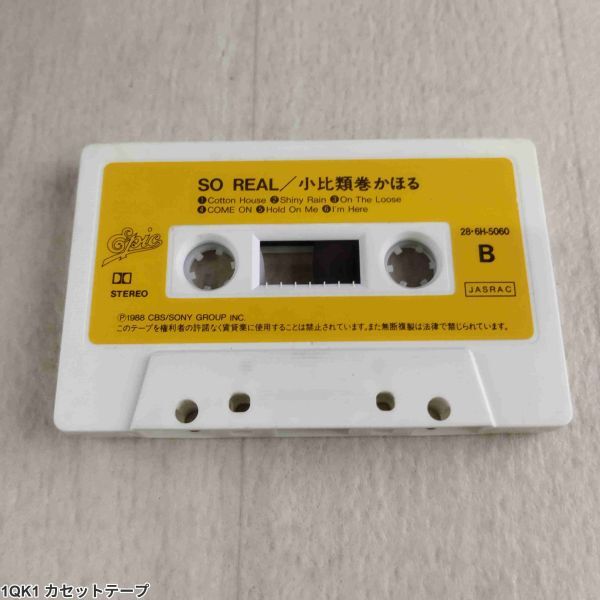 SO REAL／小比類巻かほる
❶Cotton House ❷Shiny Rain ❸On The Loose
❹COME ON ❺Hold On Me ❻I'm Here
Epic
28・6H-5060
B
STEREO
JASRAC
Ⓟ1988 CBS/SONY GROUP INC.
このテープを権利者の許諾なく賃貸業に使用することは禁止されています。また無断複製は法律で禁じられています。
1QK1 カセットテープ